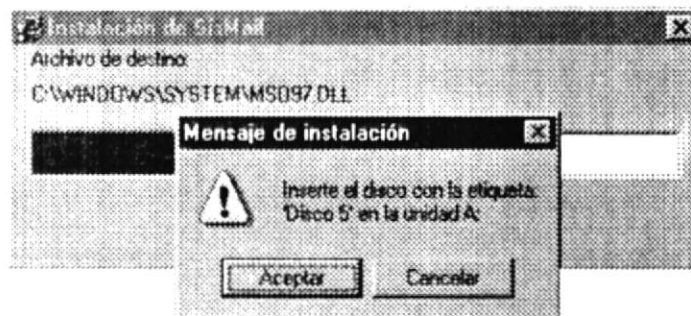 Instalación de SizMail
Archivo de destino:
C:\WINDOWS\SYSTEM\MSO97.DLL
Mensaje de instalación
Inserte el disco con la etiqueta:
'Disco 5' en la unidad A:
Aceptar
Cancelar